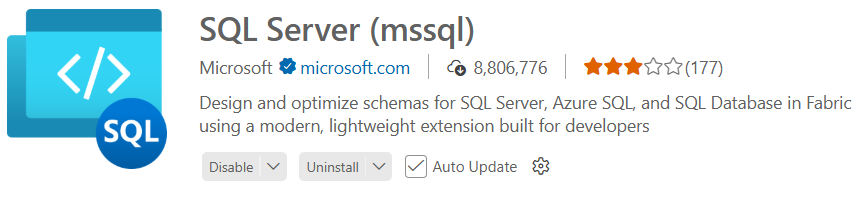 SQL Server (mssql)
Microsoft microsoft.com 8,806,776 (177)
Design and optimize schemas for SQL Server, Azure SQL, and SQL Database in Fabric
using a modern, lightweight extension built for developers
</> SQL
Disable Uninstall Auto Update